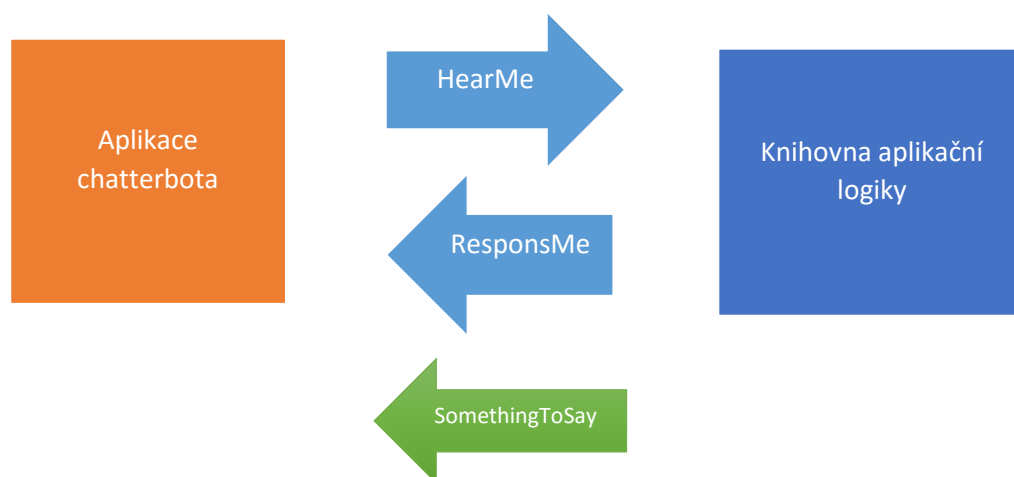 Aplikace
chatterbota
HearMe
Knihovna aplikační
logiky
ResponsMe
SomethingToSay